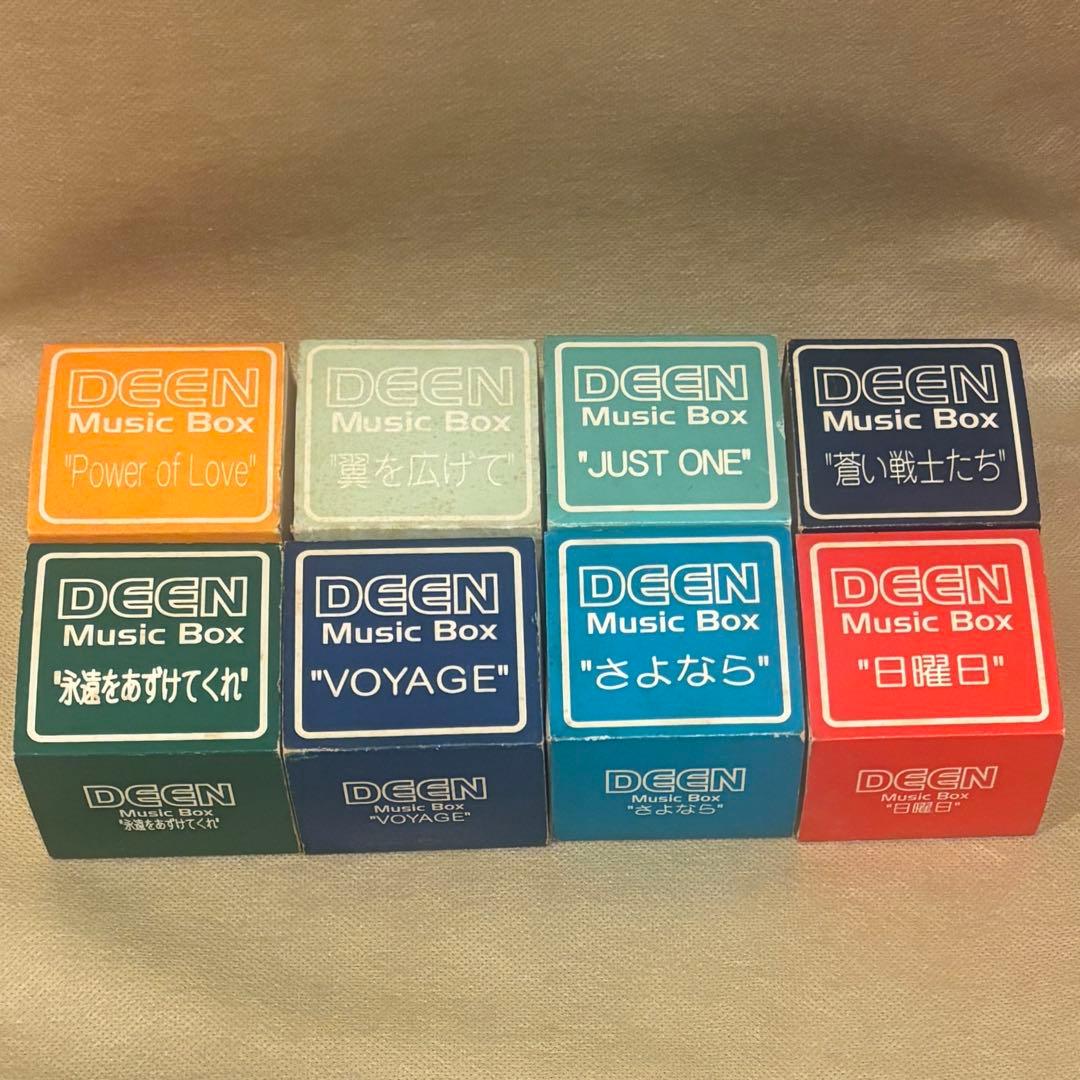 DEEN
Music Box
"Power of Love"
DEEN
Music Box
"翼を広げて"
DEEN
Music Box
"JUST ONE"
DEEN
Music Box
"蒼い戦士たち"
DEEN
Music Box
"永遠をあずけてくれ"
DEEN
Music Box
"永遠をあずけてくれ"
DEEN
Music Box
"VOYAGE"
DEEN
Music Box
"VOYAGE"
DEEN
Music Box
"さよなら"
DEEN
Music Box
"さよなら"
DEEN
Music Box
"日曜日"
DEEN
Music Box
"日曜日"